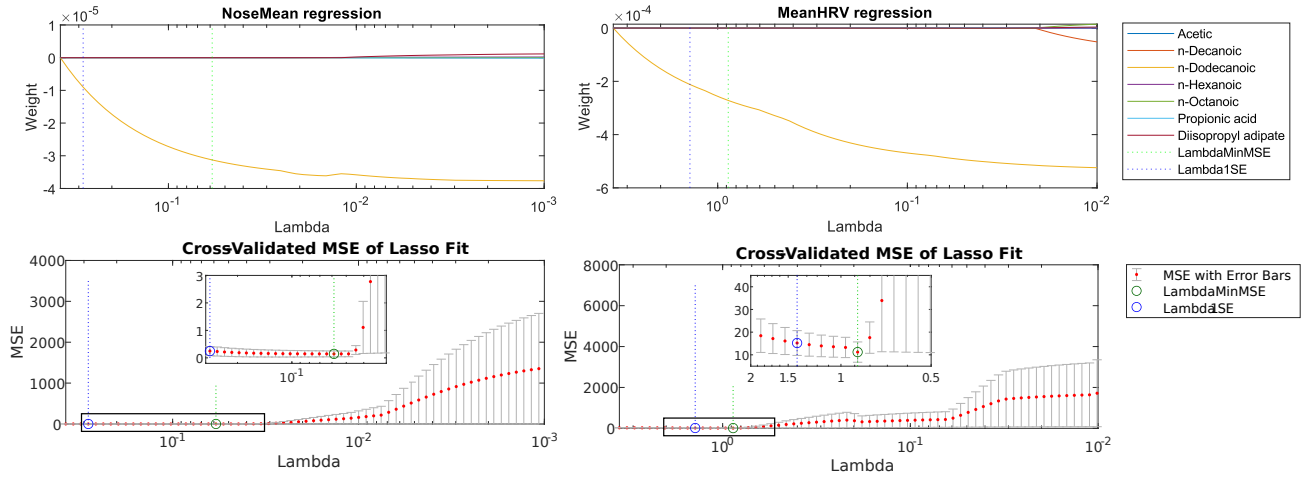 NoseMean regression
×10⁻⁵
1
0
-1
-2
-3
-4
Weight
10⁻¹
10⁻²
10⁻³
Lambda
MeanHRV regression
×10⁻⁴
0
-2
-4
-6
Weight
10⁰
10⁻¹
10⁻²
Lambda
Acetic
n-Decanoic
n-Dodecanoic
n-Hexanoic
n-Octanoic
Propionic acid
Diisopropyl adipate
LambdaMinMSE
Lambda1SE
Cross-Validated MSE of Lasso Fit
4000
3000
2000
1000
0
MSE
3
2
1
0
10⁻¹
10⁻¹
10⁻²
10⁻³
Lambda
Cross-Validated MSE of Lasso Fit
8000
6000
4000
2000
0
MSE
40
30
20
10
2
1.5
1
0.5
10⁰
10⁻¹
10⁻²
Lambda
MSE with Error Bars
LambdaMinMSE
Lambda1SE